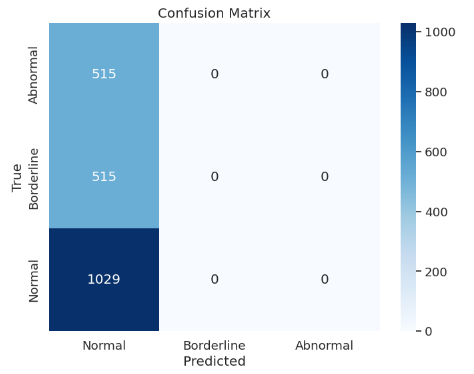 Confusion Matrix
True
Abnormal
515 0 0
Borderline
515 0 0
Normal
1029 0 0
Normal Borderline Abnormal
Predicted
1000
800
600
400
200
0